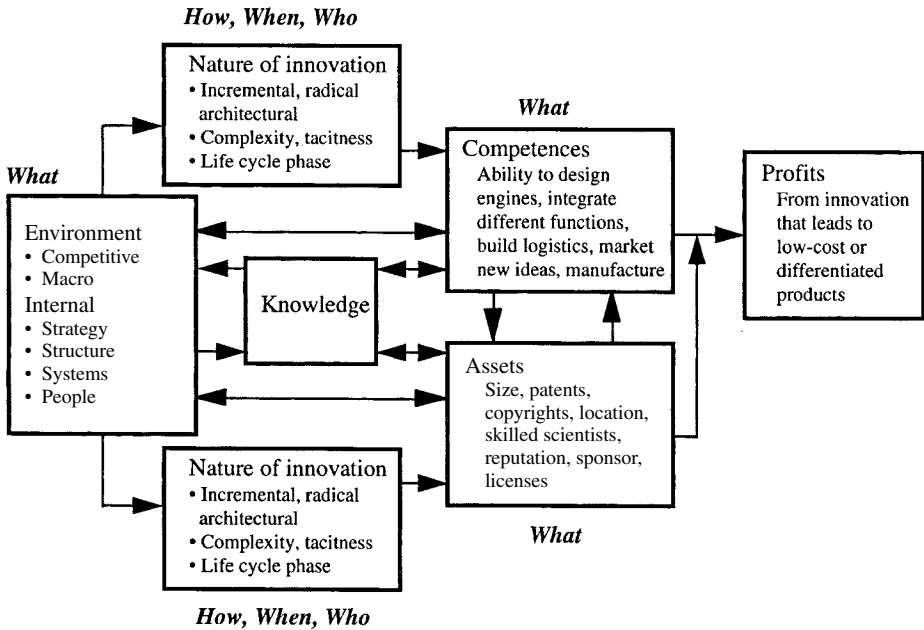 How, When, Who
Nature of innovation
• Incremental, radical
architectural
• Complexity, tacitness
• Life cycle phase
What
Environment
• Competitive
• Macro
Internal
• Strategy
• Structure
• Systems
• People
Knowledge
What
Competences
Ability to design
engines, integrate
different functions,
build logistics, market
new ideas, manufacture
Assets
Size, patents,
copyrights, location,
skilled scientists,
reputation, sponsor,
licenses
What
Profits
From innovation
that leads to
low-cost or
differentiated
products
Nature of innovation
• Incremental, radical
architectural
• Complexity, tacitness
• Life cycle phase
How, When, Who